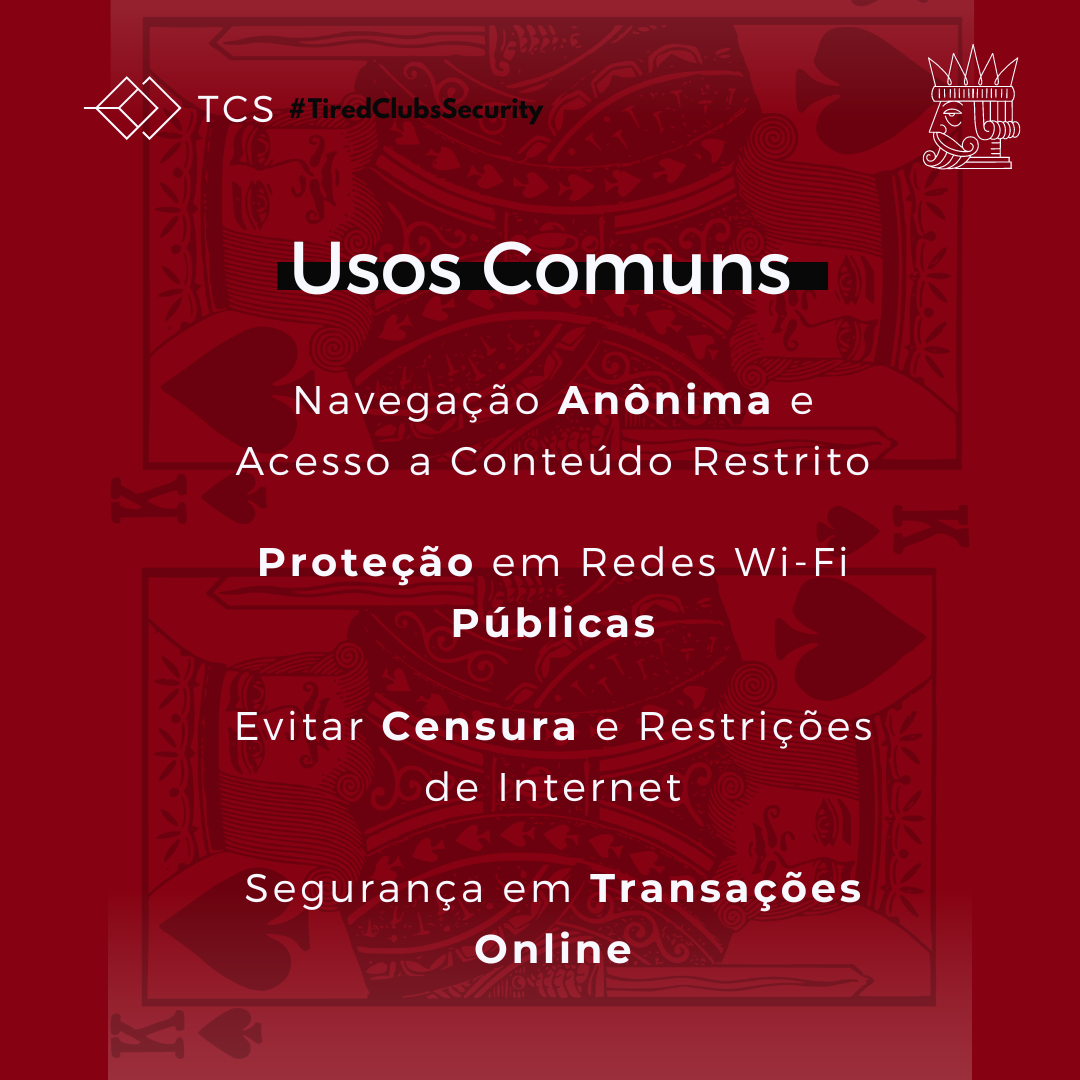 TCS #TiredClubsSecurity
Usos Comuns
Navegação Anônima e
Acesso a Conteúdo Restrito
K
K
Proteção em Redes Wi-Fi
Públicas
Evitar Censura e Restrições
de Internet
Segurança em Transações
Online
K